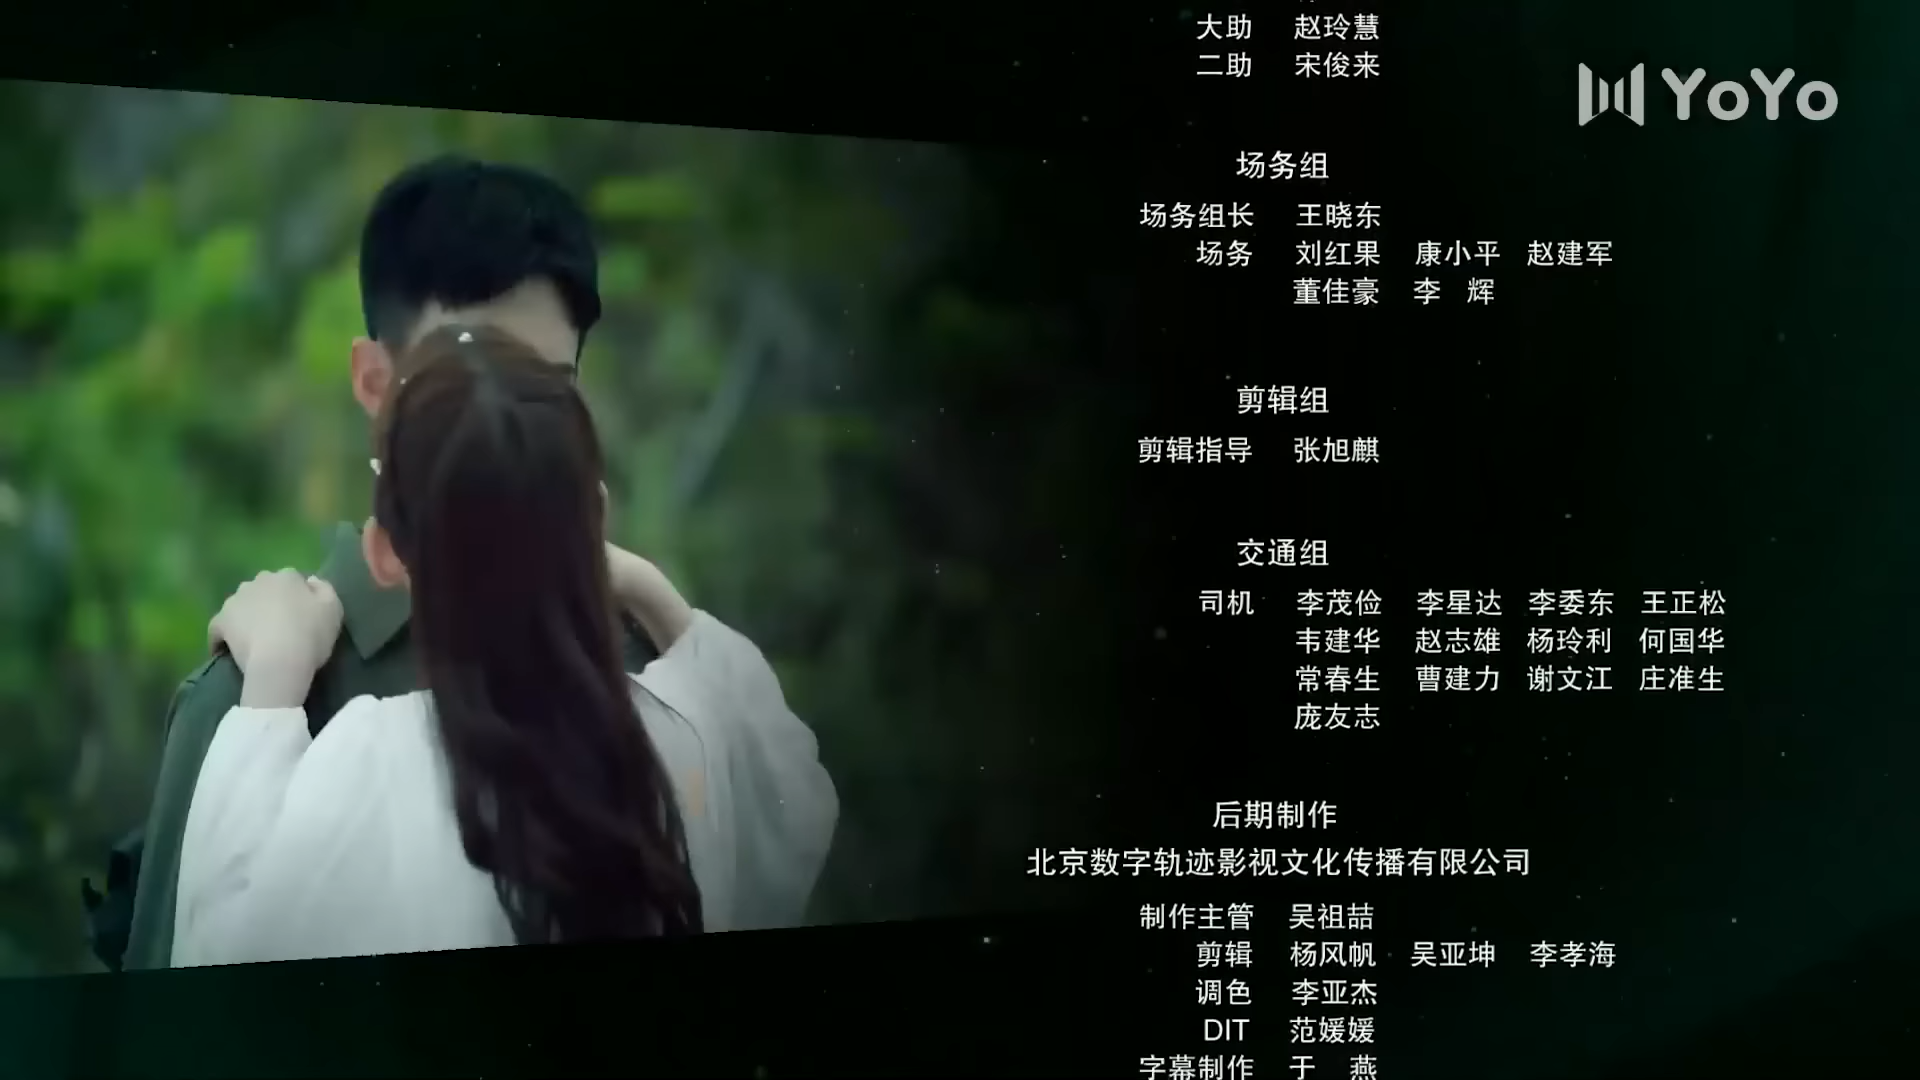 大助 赵玲慧
二助 宋俊来
YoYo
场务组
场务组长 王晓东
场务 刘红果 康小平 赵建军
董佳豪 李 辉
剪辑组
剪辑指导 张旭麒
交通组
司机 李茂俭 李星达 李委东 王正松
韦建华 赵志雄 杨玲利 何国华
常春生 曹建力 谢文江 庄准生
庞友志
后期制作
北京数字轨迹影视文化传播有限公司
制作主管 吴祖喆
剪辑 杨风帆 吴亚坤 李孝海
调色 李亚杰
DIT 范媛媛
字幕制作 于 燕